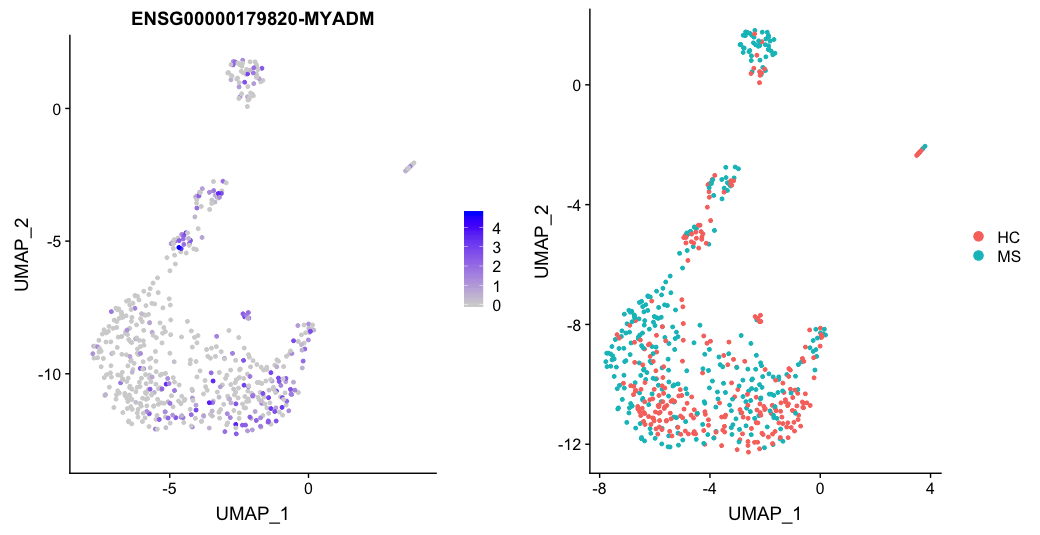 ENSG00000179820-MYADM
0
-5
-10
-5
0
UMAP_1
UMAP_2
4
3
2
1
0
0
-4
-8
-12
-8
-4
0
4
UMAP_1
UMAP_2
HC
MS